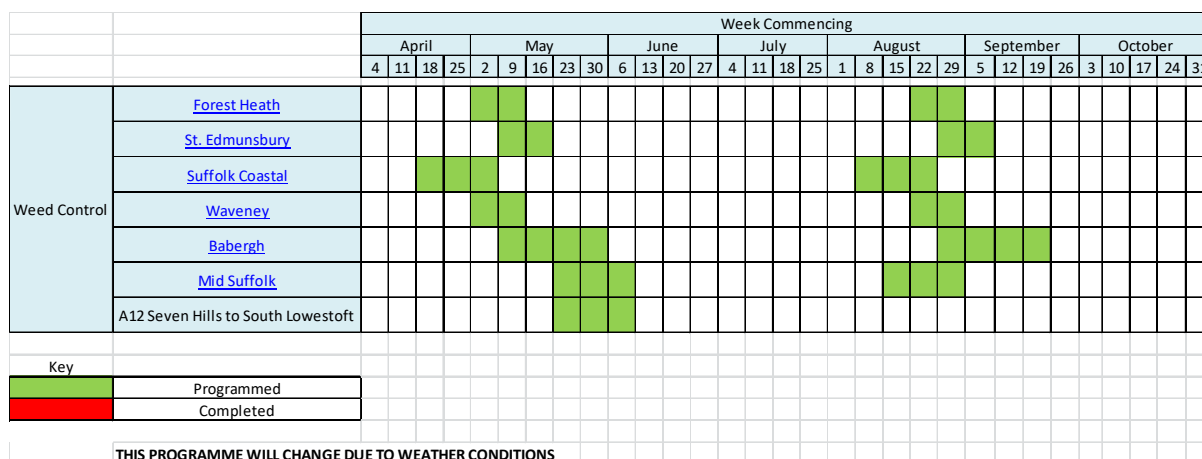 Week Commencing
April May June July August September October
4 11 18 25 2 9 16 23 30 6 13 20 27 4 11 18 25 1 8 15 22 29 5 12 19 26 3 10 17 24 31
Forest Heath
St. Edmunsbury
Suffolk Coastal
Weed Control Waveney
Babergh
Mid Suffolk
A12 Seven Hills to South Lowestoft
Key
Programmed
Completed
THIS PROGRAMME WILL CHANGE DUE TO WEATHER CONDITIONS